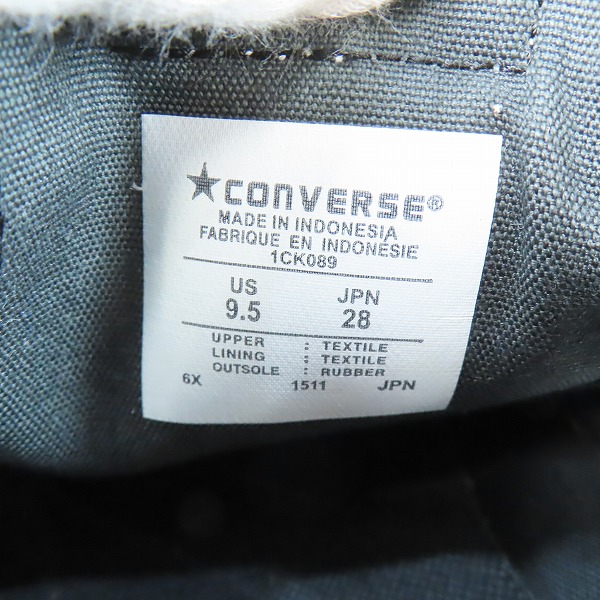 ★CONVERSE®
MADE IN INDONESIA
FABRIQUE EN INDONESIE
1CK089
US JPN
9.5 28
UPPER : TEXTILE
LINING : TEXTILE
OUTSOLE : RUBBER
6X 1511 JPN